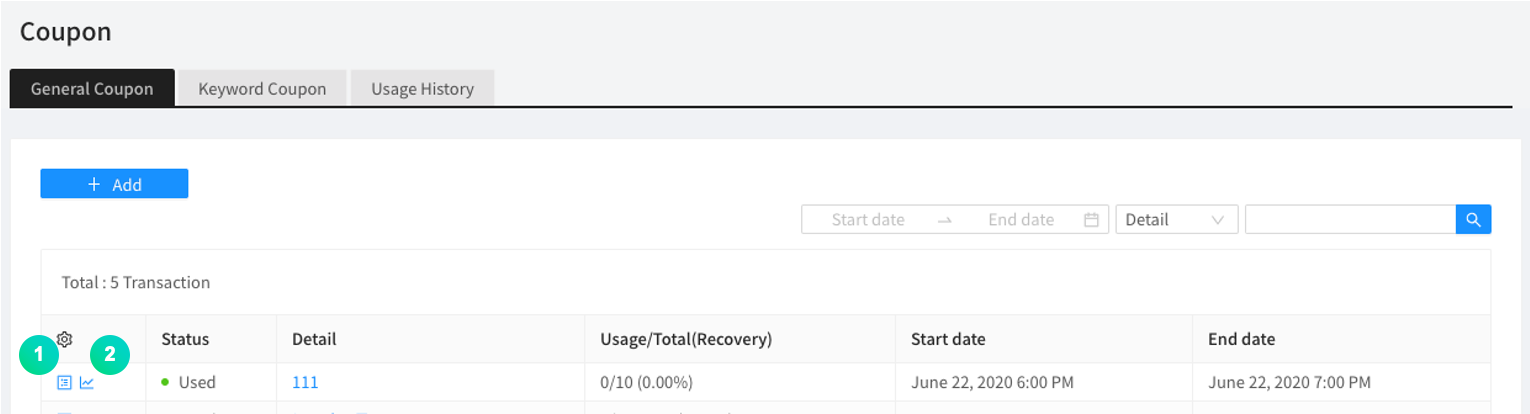 Coupon
General Coupon Keyword Coupon Usage History
+ Add
Start date End date Detail
Total : 5 Transaction
1 2 Status Detail Usage/Total(Recovery) Start date End date
Used 111 0/10 (0.00%) June 22, 2020 6:00 PM June 22, 2020 7:00 PM